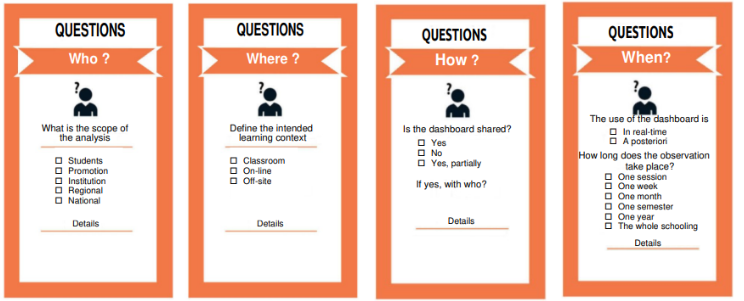 QUESTIONS
Who ?
?
What is the scope of
the analysis
Students
Promotion
Institution
Regional
National
Details
QUESTIONS
Where ?
?
Define the intended
learning context
Classroom
On-line
Off-site
Details
QUESTIONS
How ?
?
Is the dashboard shared?
Yes
No
Yes, partially
If yes, with who?
Details
QUESTIONS
When?
?
The use of the dashboard is
In real-time
A posteriori
How long does the observation
take place?
One session
One week
One month
One semester
One year
The whole schooling
Details